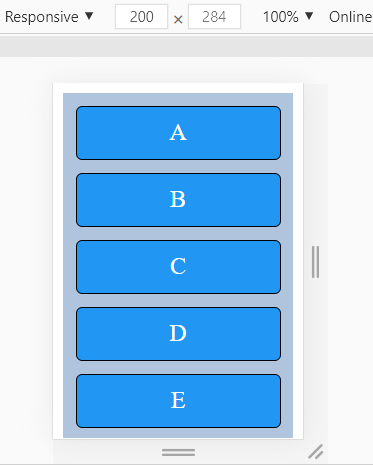 Responsive ▼ 200 × 284 100% ▼ Online
A
B
C
D
E